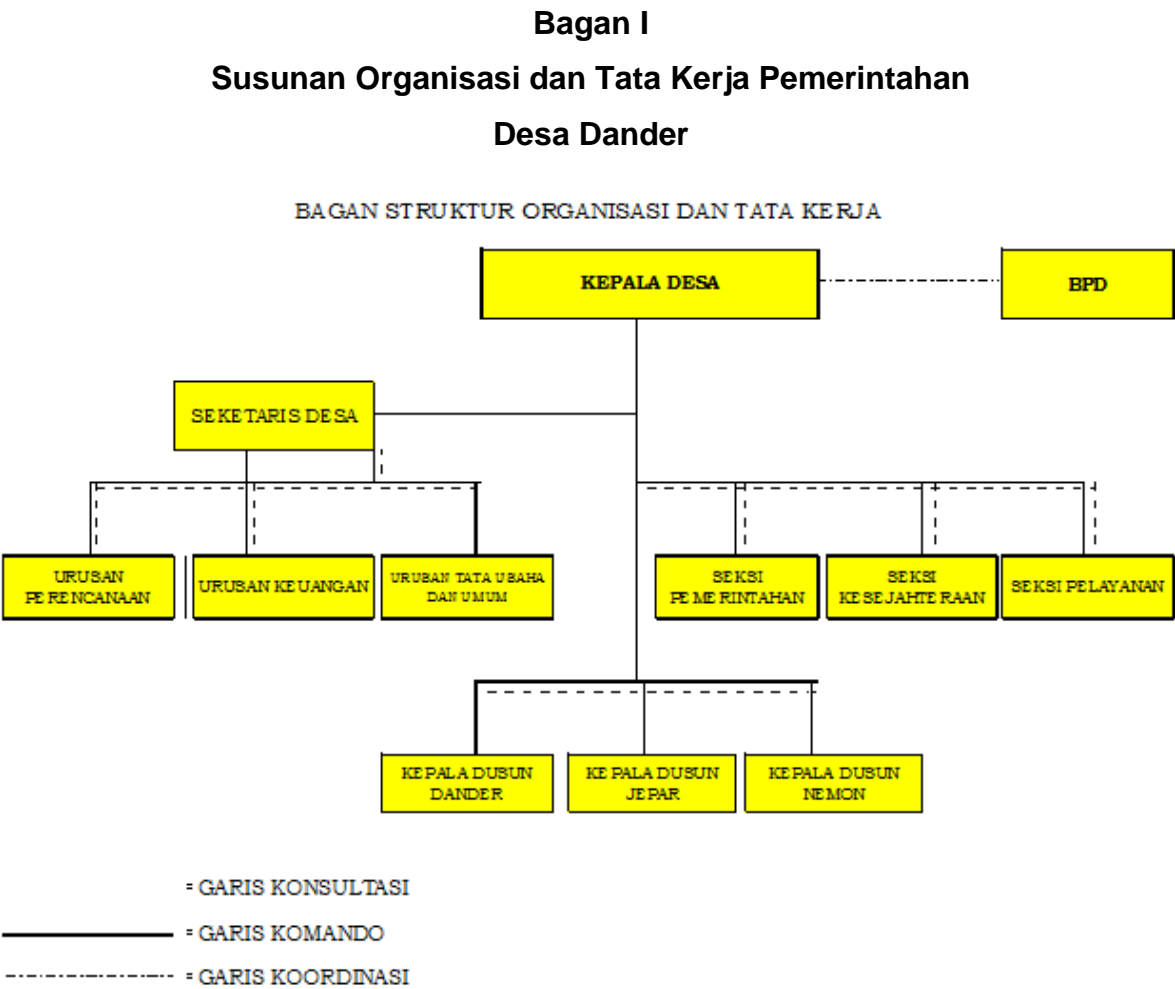 Bagan I
Susunan Organisasi dan Tata Kerja Pemerintahan
Desa Dander
BAGAN STRUKTUR ORGANISASI DAN TATA KERJA
KEPALA DESA
BPD
SEKETARIS DESA
URUSAN
PERENCANAAN
URUSAN KEUANGAN
URUSAN TATA USAHA
DAN UMUM
SEKSI
PEMERINTAHAN
SEKSI
KESEJAHTERAAN
SEKSI PELAYANAN
KEPALA DUSUN
DANDER
KEPALA DUSUN
JEPAR
KEPALA DUSUN
NEMON
= GARIS KONSULTASI
= GARIS KOMANDO
= GARIS KOORDINASI